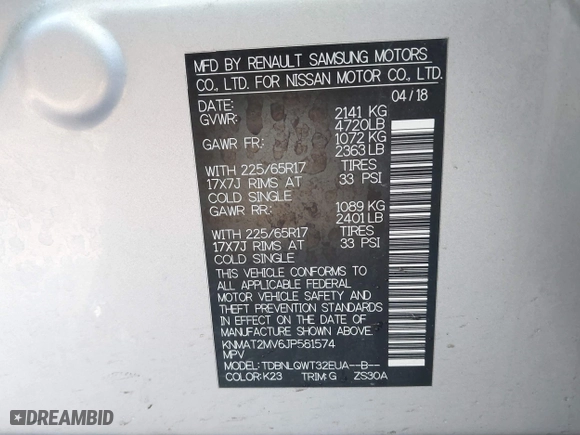 MFD BY RENAULT SAMSUNG MOTORS
CO., LTD. FOR NISSAN MOTOR CO., LTD.
DATE: 04/18
GVWR: 2141 KG
4720LB
GAWR FR: 1072 KG
2363 LB
WITH 225/65R17 TIRES
17X7J RIMS AT 33 PSI
COLD SINGLE
GAWR RR: 1089 KG
2401 LB
WITH 225/65R17 TIRES
17X7J RIMS AT 33 PSI
COLD SINGLE
THIS VEHICLE CONFORMS TO
ALL APPLICABLE FEDERAL
MOTOR VEHICLE SAFETY AND
THEFT PREVENTION
STANDARDS IN EFFECT ON
THE DATE OF MANUFACTURE
SHOWN ABOVE.
KNMAT2MV6JP581574
MPV
MODEL:TDBNLQWT32EUA--B--
COLOR:K23 TRIM:G ZS30A
DREAMBID